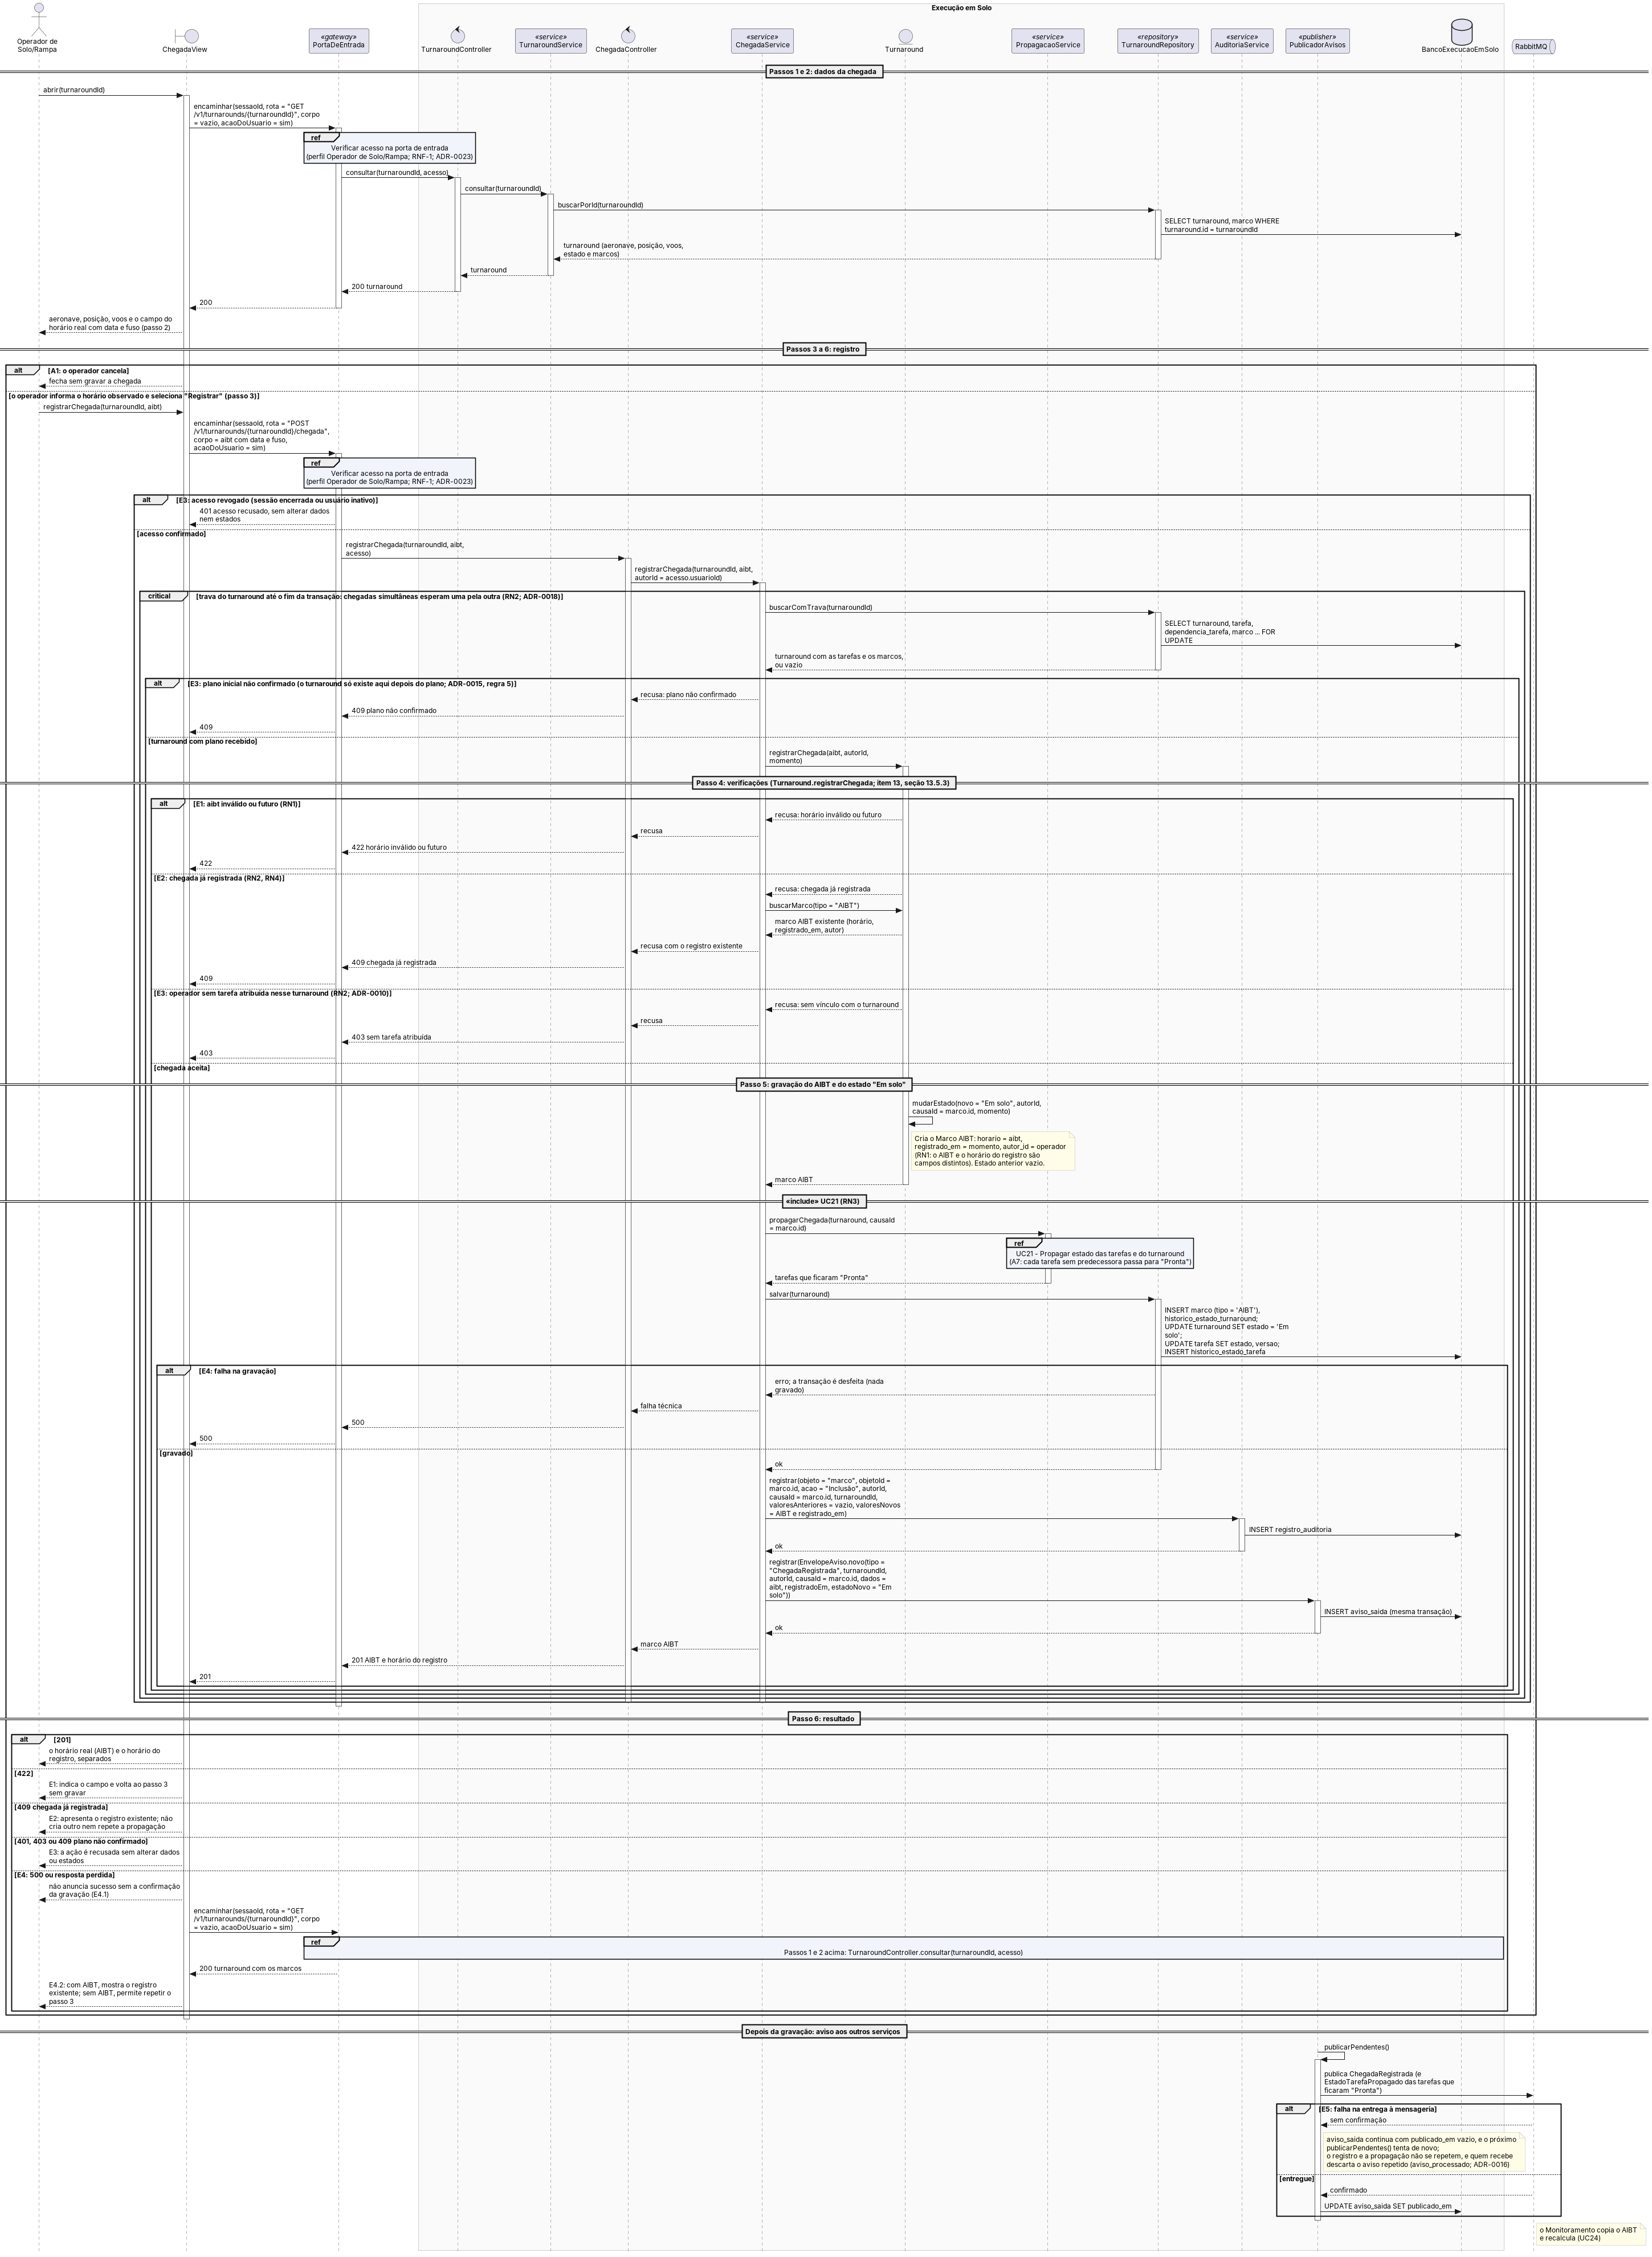 Execução em Solo
Operador de
Solo/Rampa
ChegadaView
«gateway»
PortaDeEntrada
TurnaroundController
«service»
TurnaroundService
ChegadaController
«service»
ChegadaService
Turnaround
«service»
PropagacaoService
«repository»
TurnaroundRepository
«service»
AuditoriaService
«publisher»
PublicadorAvisos
BancoExecucaoEmSolo
RabbitMQ
Passos 1 e 2: dados da chegada
abrir(turnaroundId)
encaminhar(sessaoId, rota = "GET
/v1/turnarounds/{turnaroundId}", corpo
= vazio, acaoDoUsuario = sim)
ref
Verificar acesso na porta de entrada
(perfil Operador de Solo/Rampa; RNF-1; ADR-0023)
consultar(turnaroundId, acesso)
consultar(turnaroundId)
buscarPorId(turnaroundId)
SELECT turnaround, marco WHERE
turnaround.id = turnaroundId
turnaround (aeronave, posição, voos,
estado e marcos)
turnaround
200 turnaround
200
aeronave, posição, voos e o campo do
horário real com data e fuso (passo 2)
Passos 3 a 6: registro
alt
[A1: o operador cancela]
fecha sem gravar a chegada
[o operador informa o horário observado e seleciona "Registrar" (passo 3)]
registrarChegada(turnaroundId, aibt)
encaminhar(sessaoId, rota = "POST
/v1/turnarounds/{turnaroundId}/chegada",
corpo = aibt com data e fuso,
acaoDoUsuario = sim)
ref
Verificar acesso na porta de entrada
(perfil Operador de Solo/Rampa; RNF-1; ADR-0023)
alt
[E3: acesso revogado (sessão encerrada ou usuário inativo)]
401 acesso recusado, sem alterar dados
nem estados
[acesso confirmado]
registrarChegada(turnaroundId, aibt,
acesso)
registrarChegada(turnaroundId, aibt,
autorId = acesso.usuarioId)
critical
[trava do turnaround até o fim da transação: chegadas simultâneas esperam uma pela outra (RN2; ADR-0018)]
buscarComTrava(turnaroundId)
SELECT turnaround, tarefa,
dependencia_tarefa, marco ... FOR
UPDATE
turnaround com as tarefas e os marcos,
ou vazio
alt
[E3: plano inicial não confirmado (o turnaround só existe aqui depois do plano; ADR-0015, regra 5)]
recusa: plano não confirmado
409 plano não confirmado
409
[turnaround com plano recebido]
registrarChegada(aibt, autorId,
momento)
Passo 4: verificações (Turnaround.registrarChegada; item 13, seção 13.5.3)
alt
[E1: aibt inválido ou futuro (RN1)]
recusa: horário inválido ou futuro
recusa
422 horário inválido ou futuro
422
[E2: chegada já registrada (RN2, RN4)]
recusa: chegada já registrada
buscarMarco(tipo = "AIBT")
marco AIBT existente (horário,
registrado_em, autor)
recusa com o registro existente
409 chegada já registrada
409
[E3: operador sem tarefa atribuída nesse turnaround (RN2; ADR-0010)]
recusa: sem vínculo com o turnaround
recusa
403 sem tarefa atribuída
403
[chegada aceita]
Passo 5: gravação do AIBT e do estado "Em solo"
mudarEstado(novo = "Em solo", autorId,
causaId = marco.id, momento)
Cria o Marco AIBT: horario = aibt,
registrado_em = momento, autor_id = operador
(RN1: o AIBT e o horário do registro são
campos distintos). Estado anterior vazio.
marco AIBT
«include» UC21 (RN3)
propagarChegada(turnaround, causaId
= marco.id)
ref
UC21 - Propagar estado das tarefas e do turnaround
(A7: cada tarefa sem predecessora passa para "Pronta")
tarefas que ficaram "Pronta"
salvar(turnaround)
INSERT marco (tipo = 'AIBT'),
historico_estado_turnaround;
UPDATE turnaround SET estado = 'Em
solo';
UPDATE tarefa SET estado, versao;
INSERT historico_estado_tarefa
alt
[E4: falha na gravação]
erro; a transação é desfeita (nada
gravado)
falha técnica
500
500
[gravado]
ok
registrar(objeto = "marco", objetoId =
marco.id, acao = "Inclusão", autorId,
causaId = marco.id, turnaroundId,
valoresAnteriores = vazio, valoresNovos
= AIBT e registrado_em)
INSERT registro_auditoria
ok
registrar(EnvelopeAviso.novo(tipo =
"ChegadaRegistrada", turnaroundId,
autorId, causaId = marco.id, dados =
aibt, registradoEm, estadoNovo = "Em
solo"))
INSERT aviso_saida (mesma transação)
ok
marco AIBT
201 AIBT e horário do registro
201
Passo 6: resultado
alt
[201]
o horário real (AIBT) e o horário do
registro, separados
[422]
E1: indica o campo e volta ao passo 3
sem gravar
[409 chegada já registrada]
E2: apresenta o registro existente; não
cria outro nem repete a propagação
[401, 403 ou 409 plano não confirmado]
E3: a ação é recusada sem alterar dados
ou estados
[E4: 500 ou resposta perdida]
não anuncia sucesso sem a confirmação
da gravação (E4.1)
encaminhar(sessaoId, rota = "GET
/v1/turnarounds/{turnaroundId}", corpo
= vazio, acaoDoUsuario = sim)
ref
Passos 1 e 2 acima: TurnaroundController.consultar(turnaroundId, acesso)
200 turnaround com os marcos
E4.2: com AIBT, mostra o registro
existente; sem AIBT, permite repetir o
passo 3
Depois da gravação: aviso aos outros serviços
publicarPendentes()
publica ChegadaRegistrada (e
EstadoTarefaPropagado das tarefas que
ficaram "Pronta")
alt
[E5: falha na entrega à mensageria]
sem confirmação
aviso_saida continua com publicado_em vazio, e o próximo
publicarPendentes() tenta de novo;
o registro e a propagação não se repetem, e quem recebe
descarta o aviso repetido (aviso_processado; ADR-0016)
[entregue]
confirmado
UPDATE aviso_saida SET publicado_em
o Monitoramento copia o AIBT
e recalcula (UC24)